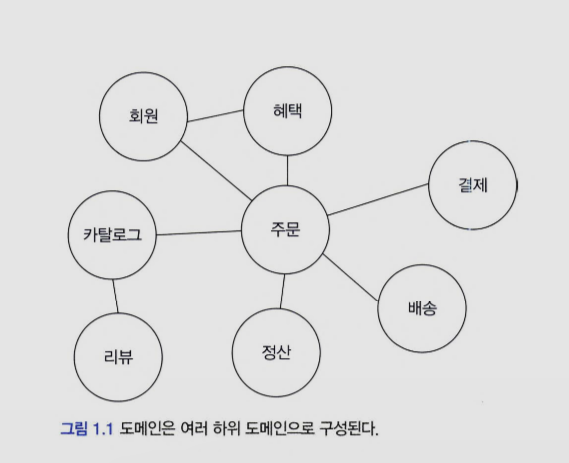 회원
혜택
결제
카탈로그
주문
배송
리뷰
정산
그림 1.1 도메인은 여러 하위 도메인으로 구성된다.